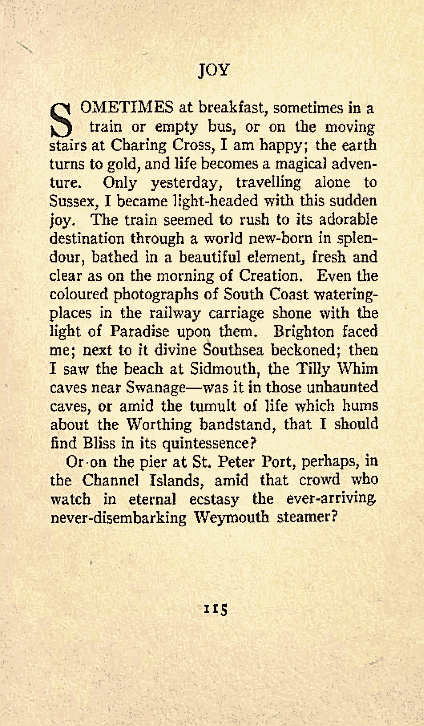 JOY
SOMETIMES at breakfast, sometimes in a
train or empty bus, or on the moving
stairs at Charing Cross, I am happy; the earth
turns to gold, and life becomes a magical adven-
ture. Only yesterday, travelling alone to
Sussex, I became light-headed with this sudden
joy. The train seemed to rush to its adorable
destination through a world new-born in splen-
dour, bathed in a beautiful element, fresh and
clear as on the morning of Creation. Even the
coloured photographs of South Coast watering-
places in the railway carriage shone with the
light of Paradise upon them. Brighton faced
me; next to it divine Southsea beckoned; then
I saw the beach at Sidmouth, the Tilly Whim
caves near Swanage—was it in those unhaunted
caves, or amid the tumult of life which hums
about the Worthing bandstand, that I should
find Bliss in its quintessence?
Or on the pier at St. Peter Port, perhaps, in
the Channel Islands, amid that crowd who
watch in eternal ecstasy the ever-arriving,
never-disembarking Weymouth steamer?
115